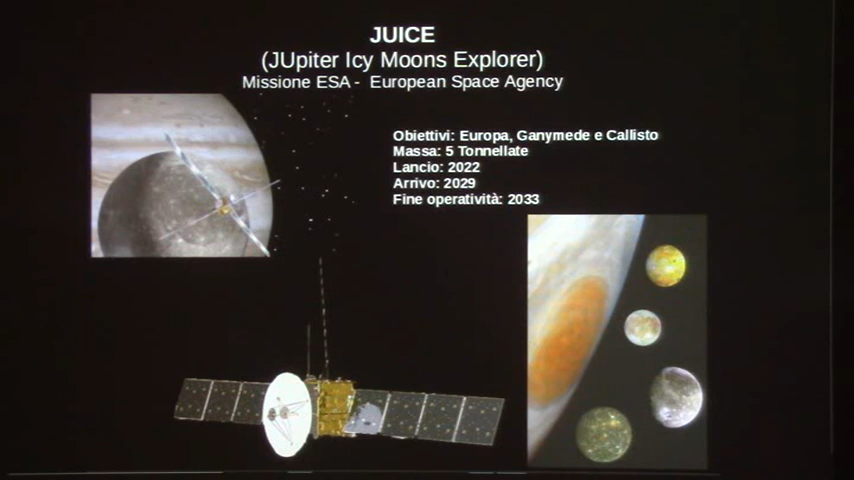 JUICE
(JUpiter Icy Moons Explorer)
Missione ESA - European Space Agency
Obiettivi: Europa, Ganymede e Callisto
Massa: 5 Tonnellate
Lancio: 2022
Arrivo: 2029
Fine operatività: 2033